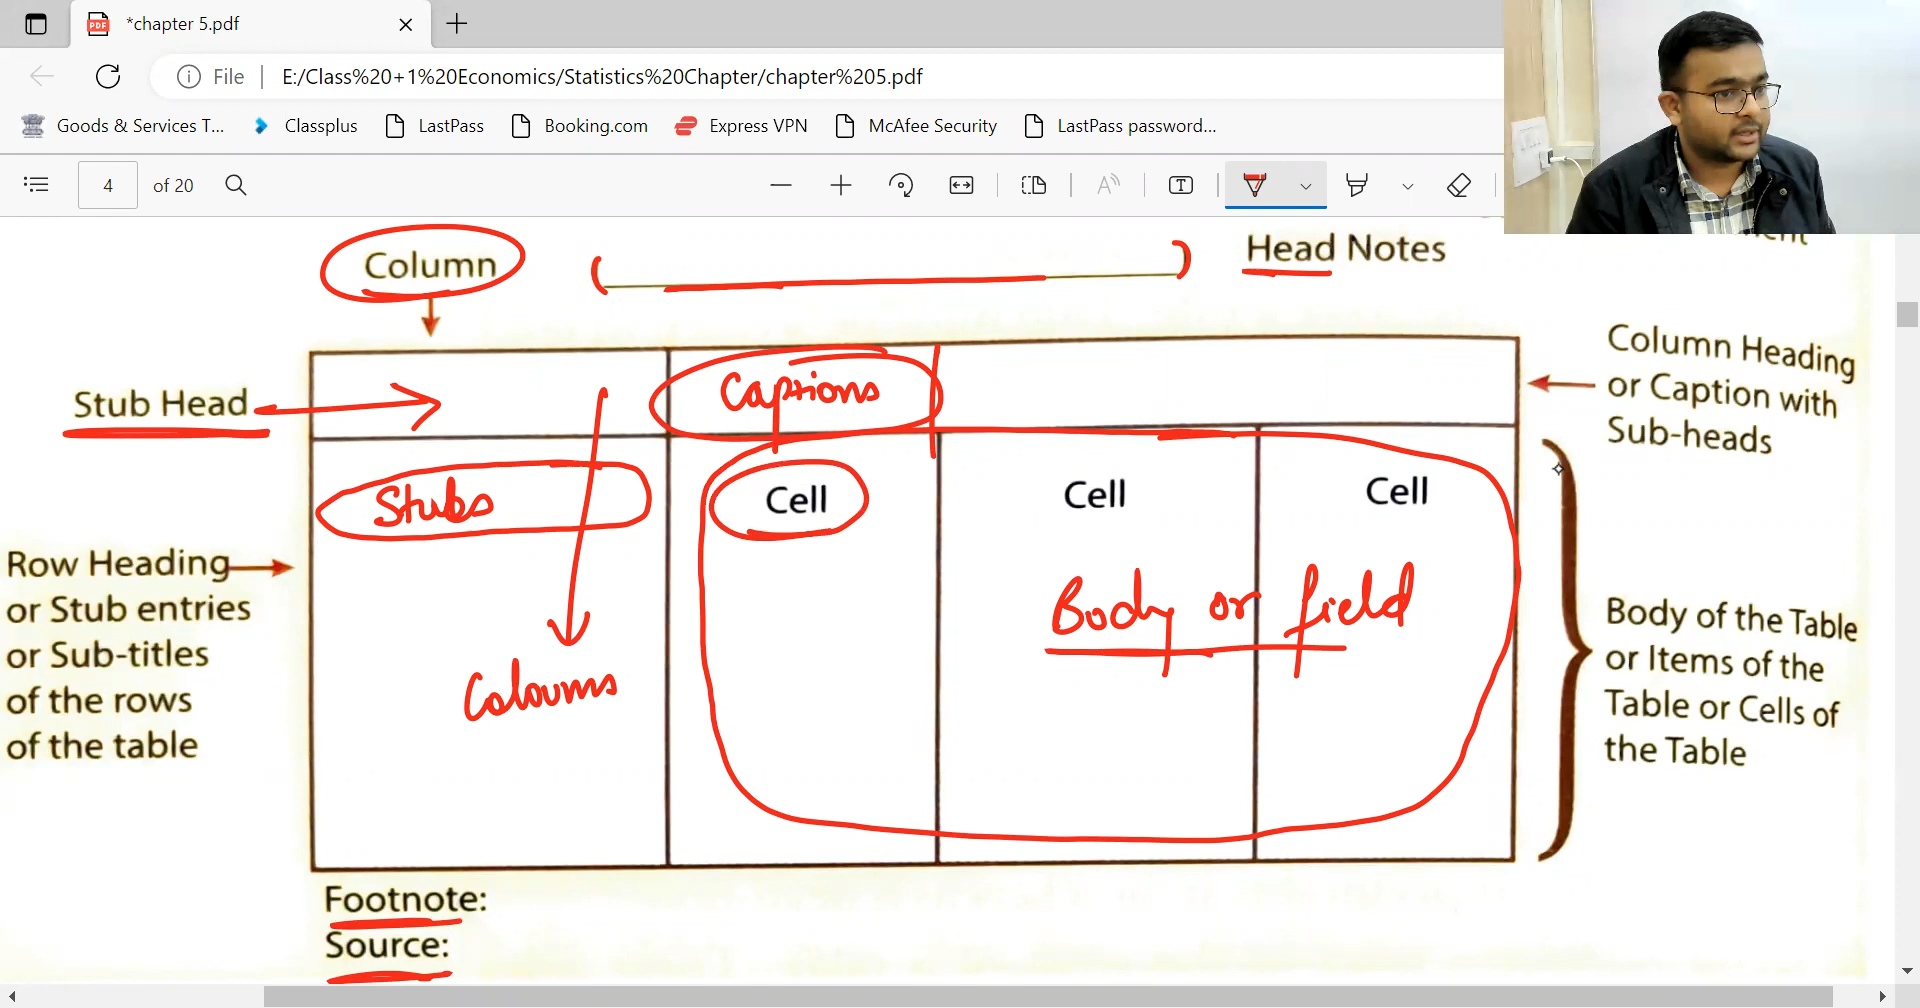 *chapter 5.pdf
File
E:/Class%20+1%20Economics/Statistics%20Chapter/chapter%205.pdf
Goods & Services T...
Classplus
LastPass
Booking.com
Express VPN
McAfee Security
LastPass password...
4
of 20
Column
Head Notes
Stub Head
Captions
Column Heading
or Caption with
Sub-heads
Stubs
Cell
Cell
Cell
Row Heading
or Stub entries
or Sub-titles
of the rows
of the table
Body or field
Coloums
Body of the Table
or Items of the
Table or Cells of
the Table
Footnote:
Source: